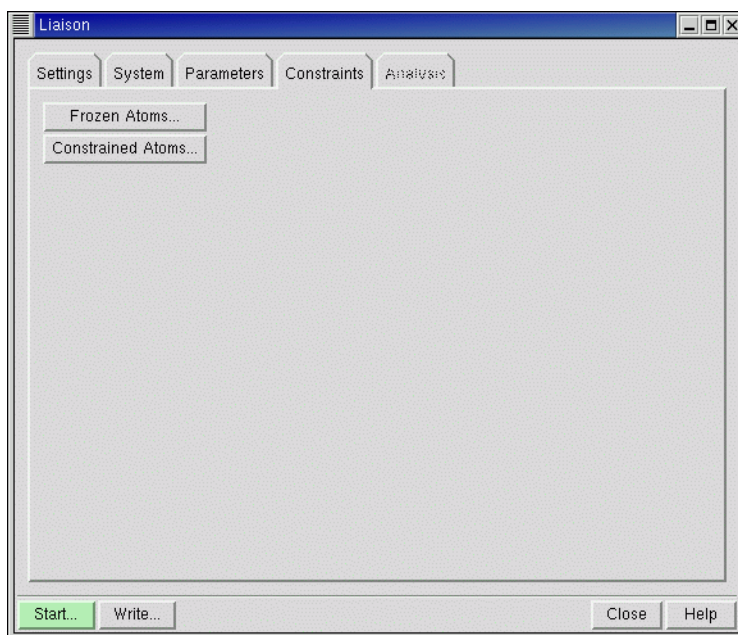 Liaison
Settings System Parameters Constraints Analysis
Frozen Atoms...
Constrained Atoms...
Start... Write... Close Help